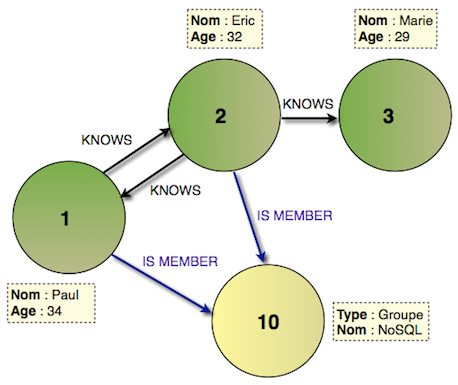 Nom : Eric
Age : 32
Nom : Marie
Age : 29
2
KNOWS
3
KNOWS
KNOWS
1
IS MEMBER
IS MEMBER
Nom : Paul
Age : 34
10
Type : Groupe
Nom : NoSQL